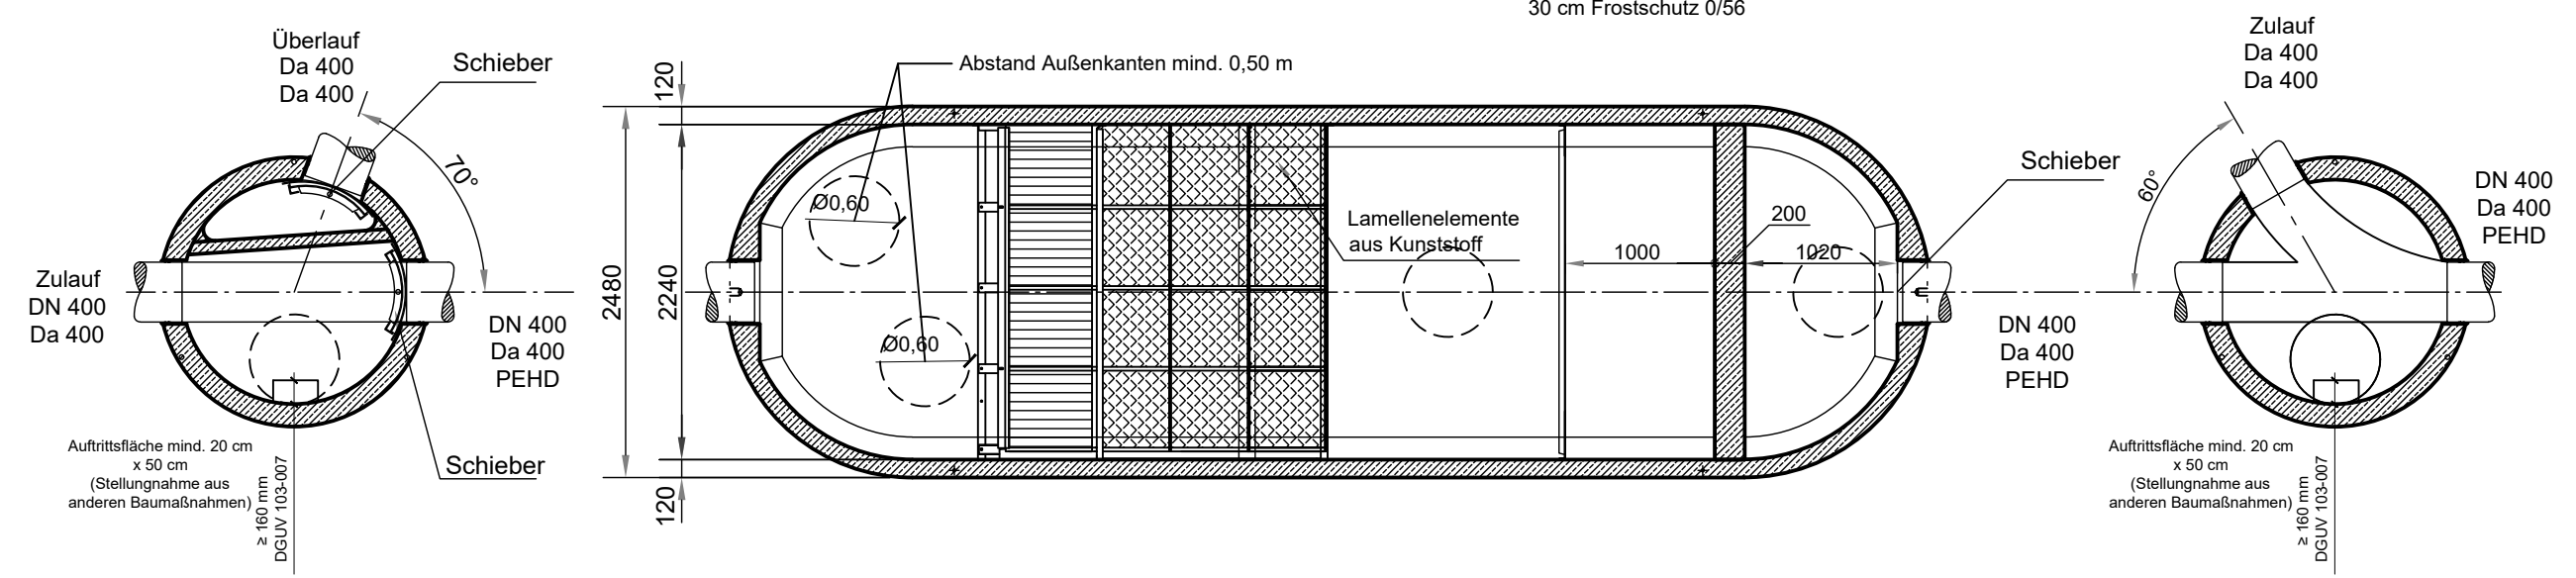 30 cm Frostschutz 0/56
Überlauf
Da 400
Da 400
Schieber
70°
Zulauf
DN 400
Da 400
DN 400
Da 400
PEHD
Schieber
Auftrittsfläche mind. 20 cm
x 50 cm
(Stellungnahme aus
anderen Baumaßnahmen)
≥ 160 mm
DGUV 103-007
Abstand Außenkanten mind. 0,50 m
120
2480
2240
120
Ø0,60
Ø0,60
Lamellenelemente
aus Kunststoff
1000
200
1020
Schieber
DN 400
Da 400
PEHD
Zulauf
Da 400
Da 400
60°
DN 400
Da 400
PEHD
Auftrittsfläche mind. 20 cm
x 50 cm
(Stellungnahme aus
anderen Baumaßnahmen)
≥ 160 mm
DGUV 103-007